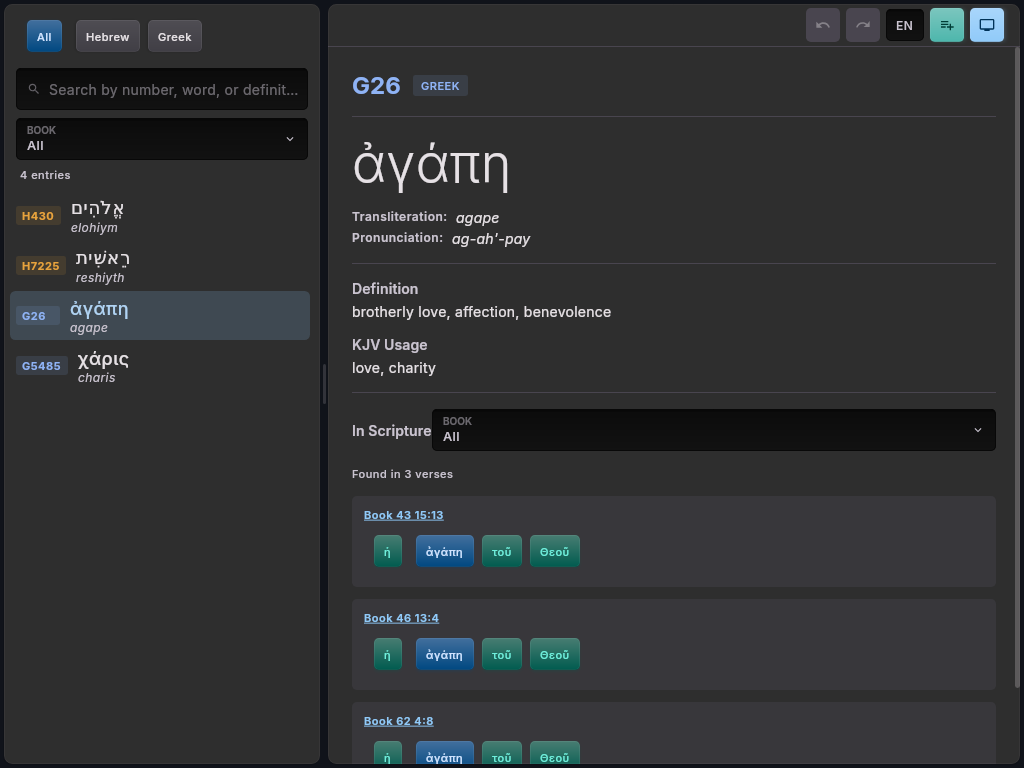 All Hebrew Greek
Search by number, word, or definit...
BOOK
All
4 entries
H430 אֱלֹהִים
elohiym
H7225 רֵאשִׁית
reshiyth
G26 ἀγάπη
agape
G5485 χάρις
charis
EN
G26 GREEK
ἀγάπη
Transliteration: agape
Pronunciation: ag-ah'-pay
Definition
brotherly love, affection, benevolence
KJV Usage
love, charity
In Scripture
BOOK
All
Found in 3 verses
Book 43 15:13
ἡ ἀγάπη τοῦ Θεοῦ
Book 46 13:4
ἡ ἀγάπη τοῦ Θεοῦ
Book 62 4:8
ἡ ἀγάπη τοῦ Θεοῦ